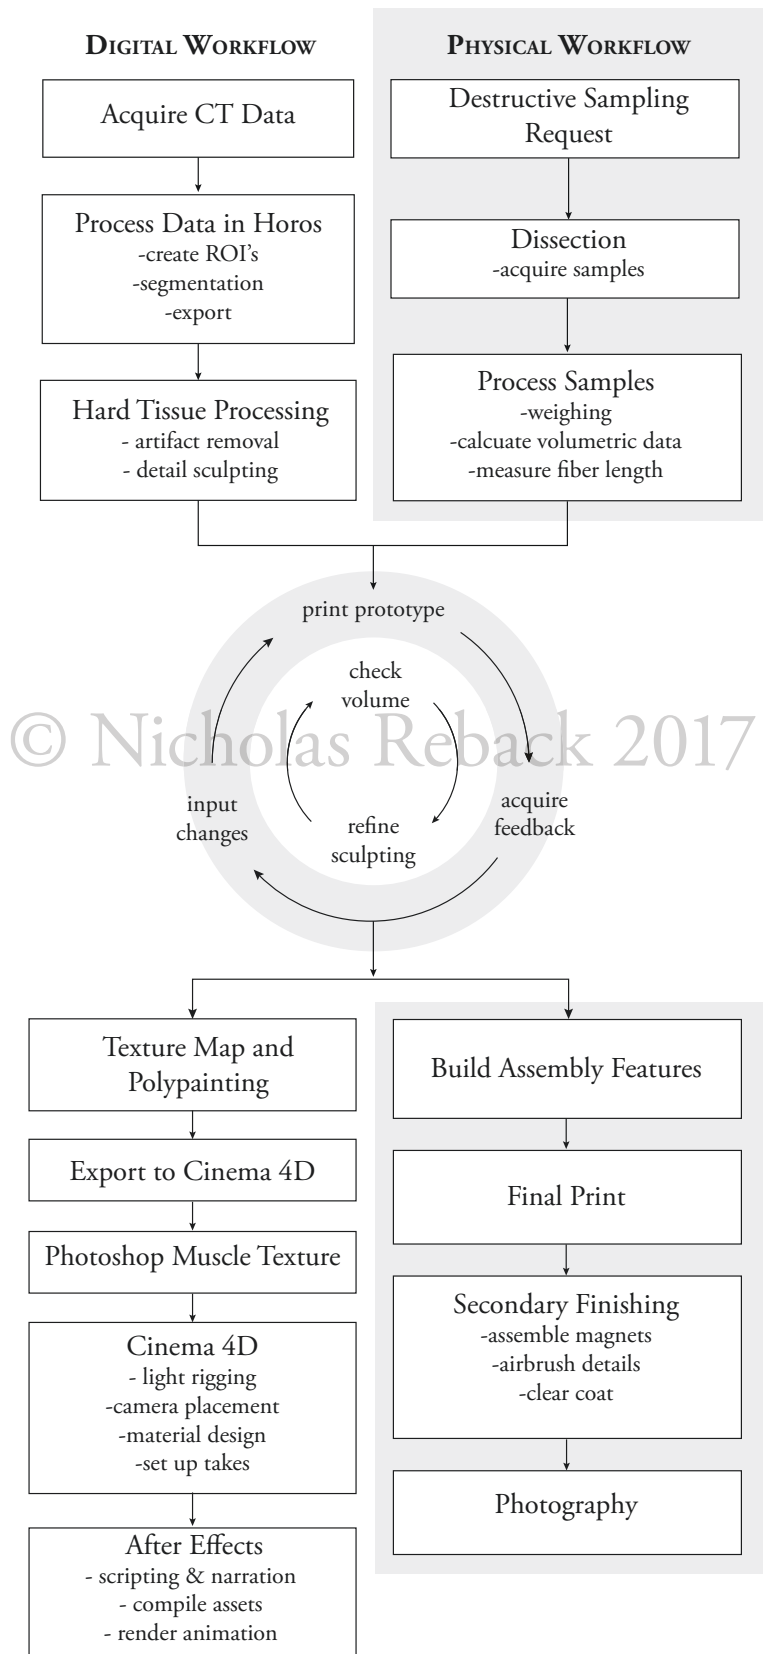 DIGITAL WORKFLOW
Acquire CT Data
Process Data in Horos
-create ROI's
-segmentation
-export
Hard Tissue Processing
- artifact removal
- detail sculpting
PHYSICAL WORKFLOW
Destructive Sampling
Request
Dissection
-acquire samples
Process Samples
-weighing
-calcuate volumetric data
-measure fiber length
print prototype
check
volume
© Nicholas Reback 2017
acquire
feedback
refine
sculpting
input
changes
Texture Map and
Polypainting
Export to Cinema 4D
Photoshop Muscle Texture
Cinema 4D
- light rigging
-camera placement
-material design
-set up takes
After Effects
- scripting & narration
- compile assets
- render animation
Build Assembly Features
Final Print
Secondary Finishing
-assemble magnets
-airbrush details
-clear coat
Photography